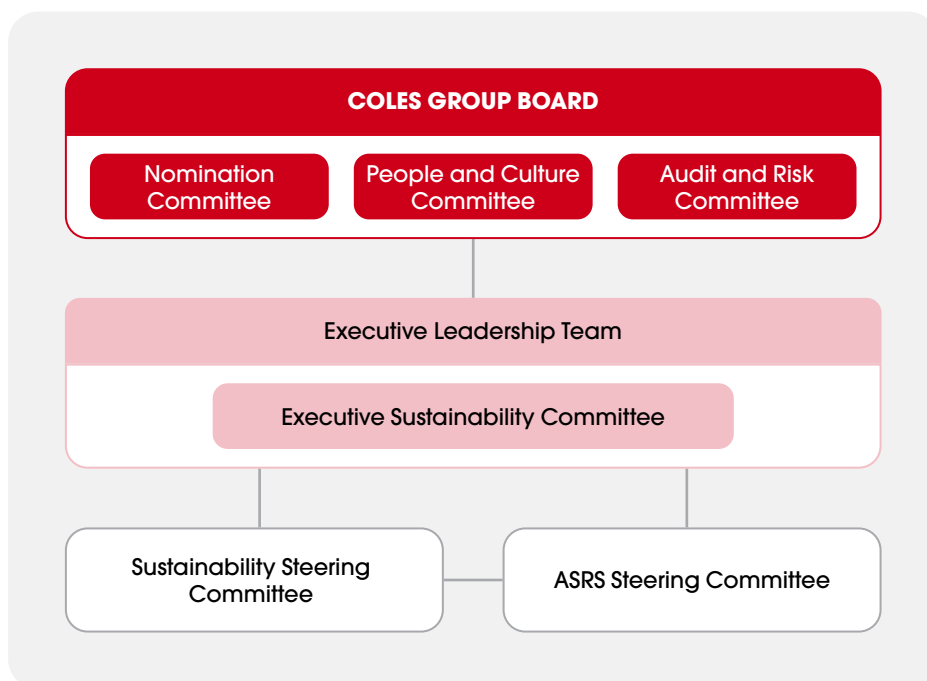 COLES GROUP BOARD
Nomination
Committee
People and Culture
Committee
Audit and Risk
Committee
Executive Leadership Team
Executive Sustainability Committee
Sustainability Steering
Committee
ASRS Steering Committee